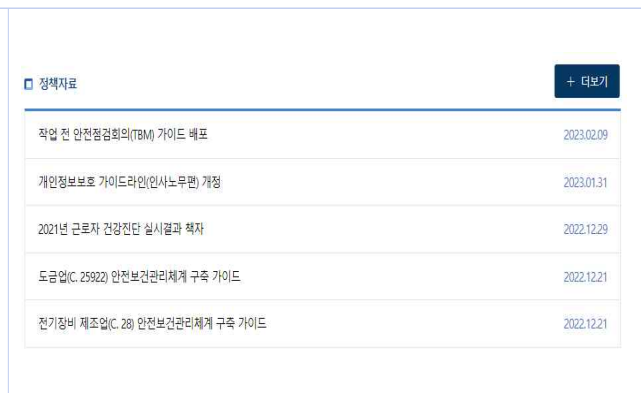 정책자료
+ 더보기
작업 전 안전점검회의(TBM) 가이드 배포 2023.02.09
개인정보보호 가이드라인(인사노무편) 개정 2023.01.31
2021년 근로자 건강진단 실시결과 책자 2022.12.29
도금업(C. 25922) 안전보건관리체계 구축 가이드 2022.12.21
전기장비 제조업(C. 28) 안전보건관리체계 구축 가이드 2022.12.21